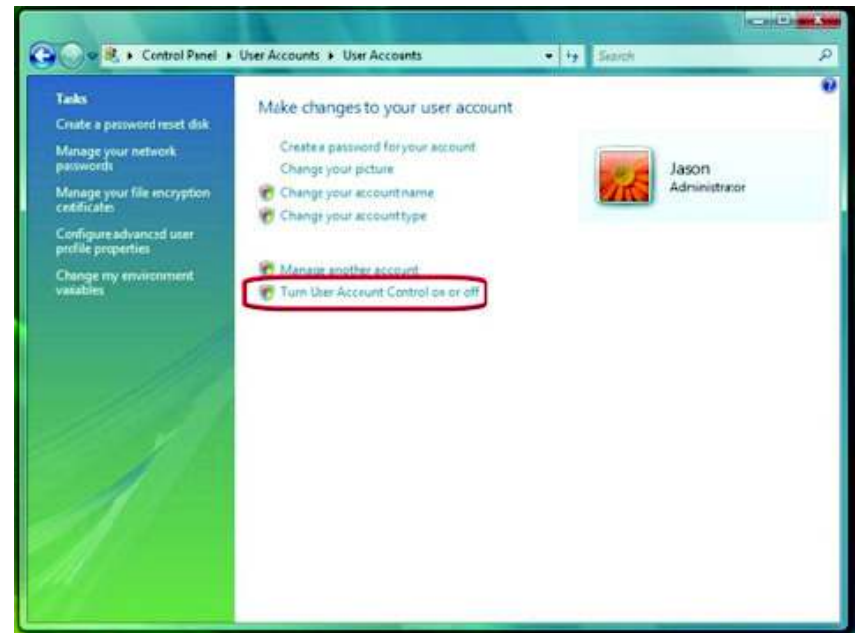 Control Panel ▸ User Accounts ▸ User Accounts
Search
Tasks
Create a password reset disk
Manage your network
passwords
Manage your file encryption
certificates
Configure advanced user
profile properties
Change my environment
variables
Make changes to your user account
Create a password for your account
Change your picture
Change your account name
Change your account type
Manage another account
Turn User Account Control on or off
Jason
Administrator